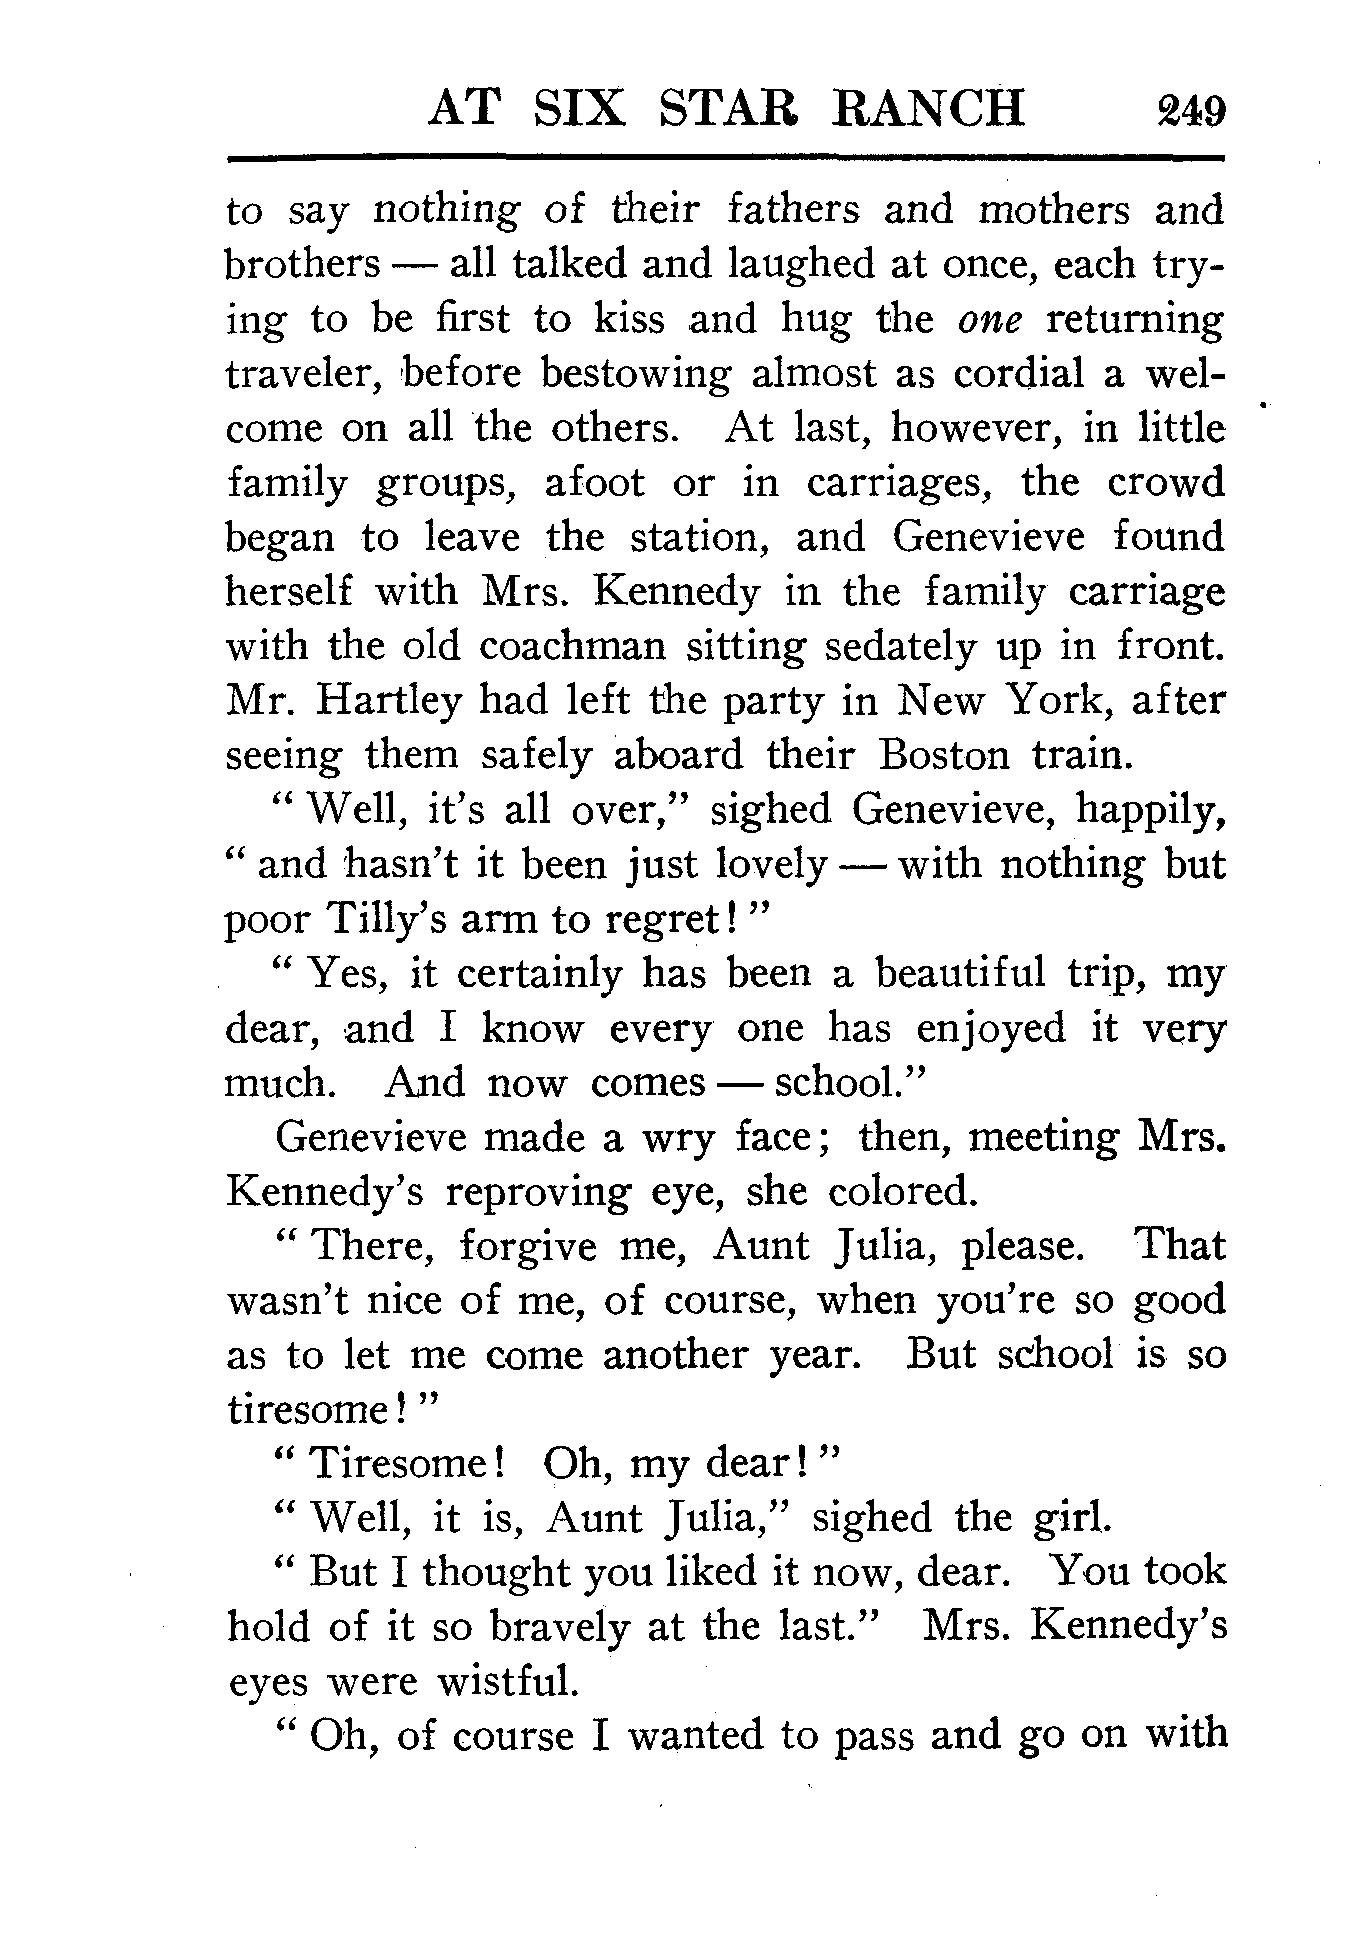 AT SIX STAR RANCH 249
to say nothing of their fathers and mothers and
brothers — all talked and laughed at once, each try-
ing to be first to kiss and hug the one returning
traveler, before bestowing almost as cordial a wel-
come on all the others. At last, however, in little
family groups, afoot or in carriages, the crowd
began to leave the station, and Genevieve found
herself with Mrs. Kennedy in the family carriage
with the old coachman sitting sedately up in front.
Mr. Hartley had left the party in New York, after
seeing them safely aboard their Boston train.
“ Well, it’s all over,” sighed Genevieve, happily,
“ and hasn’t it been just lovely — with nothing but
poor Tilly’s arm to regret! ”
“ Yes, it certainly has been a beautiful trip, my
dear, and I know every one has enjoyed it very
much. And now comes — school.”
Genevieve made a wry face; then, meeting Mrs.
Kennedy’s reproving eye, she colored.
“ There, forgive me, Aunt Julia, please. That
wasn’t nice of me, of course, when you’re so good
as to let me come another year. But school is so
tiresome! ”
“ Tiresome! Oh, my dear! ”
“ Well, it is, Aunt Julia,” sighed the girl.
“ But I thought you liked it now, dear. You took
hold of it so bravely at the last.” Mrs. Kennedy’s
eyes were wistful.
“ Oh, of course I wanted to pass and go on with